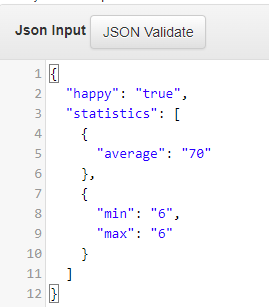 Json Input JSON Validate
1 {
2 "happy": "true",
3 "statistics": [
4 {
5 "average": "70"
6 },
7 {
8 "min": "6",
9 "max": "6"
10 }
11 ]
12 }